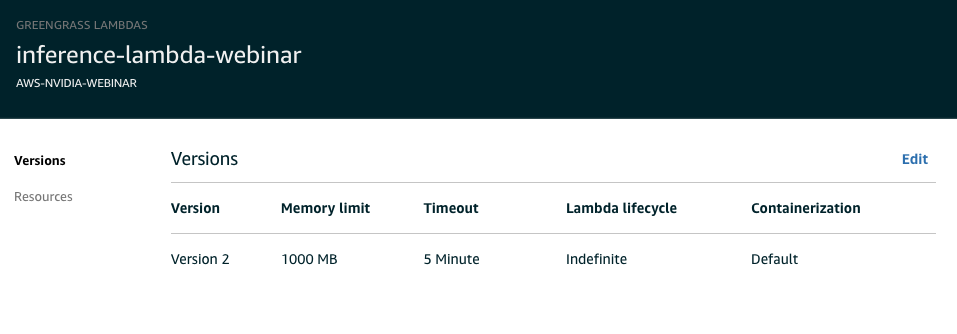 GREENGRASS LAMBDAS
inference-lambda-webinar
AWS-NVIDIA-WEBINAR
Versions
Resources
Versions Edit
Version Memory limit Timeout Lambda lifecycle Containerization
Version 2 1000 MB 5 Minute Indefinite Default